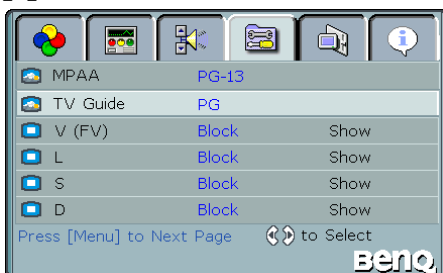 MPAA PG-13
TV Guide PG
V (FV) Block Show
L Block Show
S Block Show
D Block Show
Press [Menu] to Next Page to Select
BenQ